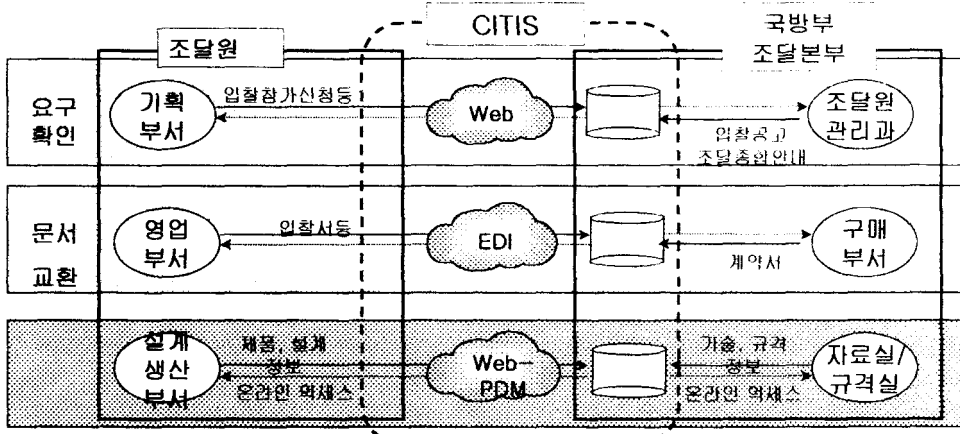 CITIS
국방부
조달본부
조달원
요구
확인
기획
부서
입찰참가신청등
Web
입찰공고
조달종합안내
조달원
관리과
문서
교환
영업
부서
입찰서등
EDI
계약서
구매
부서
설계
생산
부서
제품, 설계
정보
온라인 억세스
Web-
PDM
기술, 규격
정보
온라인 억세스
자료실/
규격실